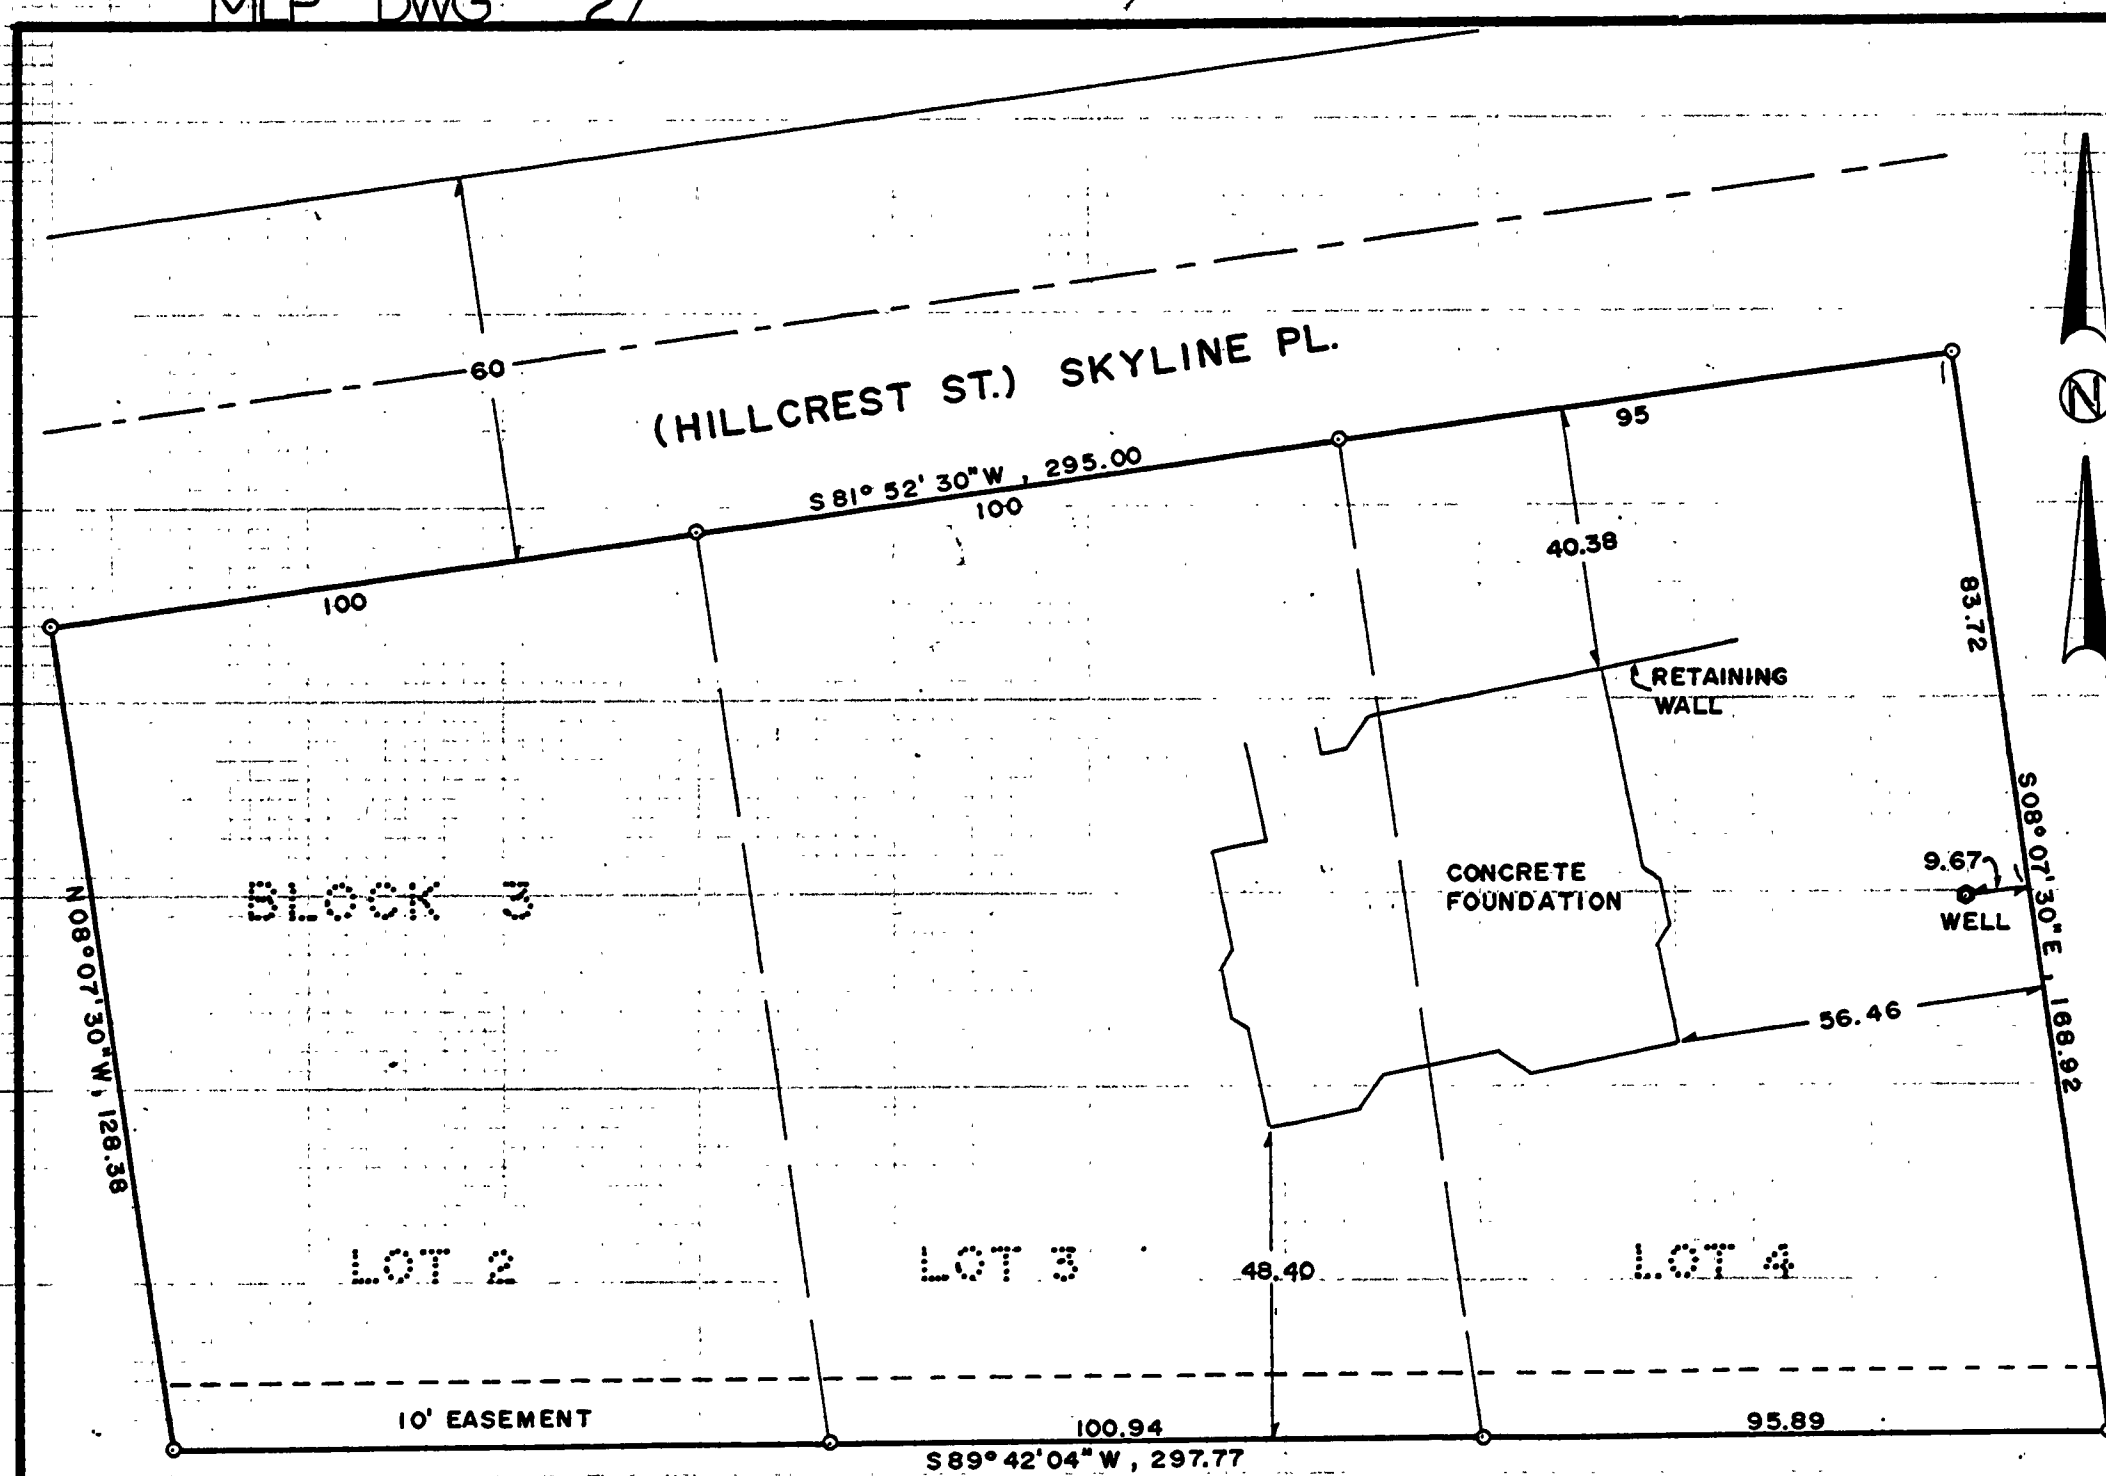 MLP DWG 27
60
(HILLCREST ST.) SKYLINE PL.
S 81° 52' 30" W , 295.00
100
100
95
40.38
83.72
RETAINING
WALL
N
S 08° 07' 30" E , 168.92
9.67
WELL
CONCRETE
FOUNDATION
BLOCK 3
N 08° 07' 30" W , 128.38
56.46
LOT 2
LOT 3
48.40
LOT 4
10' EASEMENT
100.94
95.89
S 89° 42' 04" W , 297.77